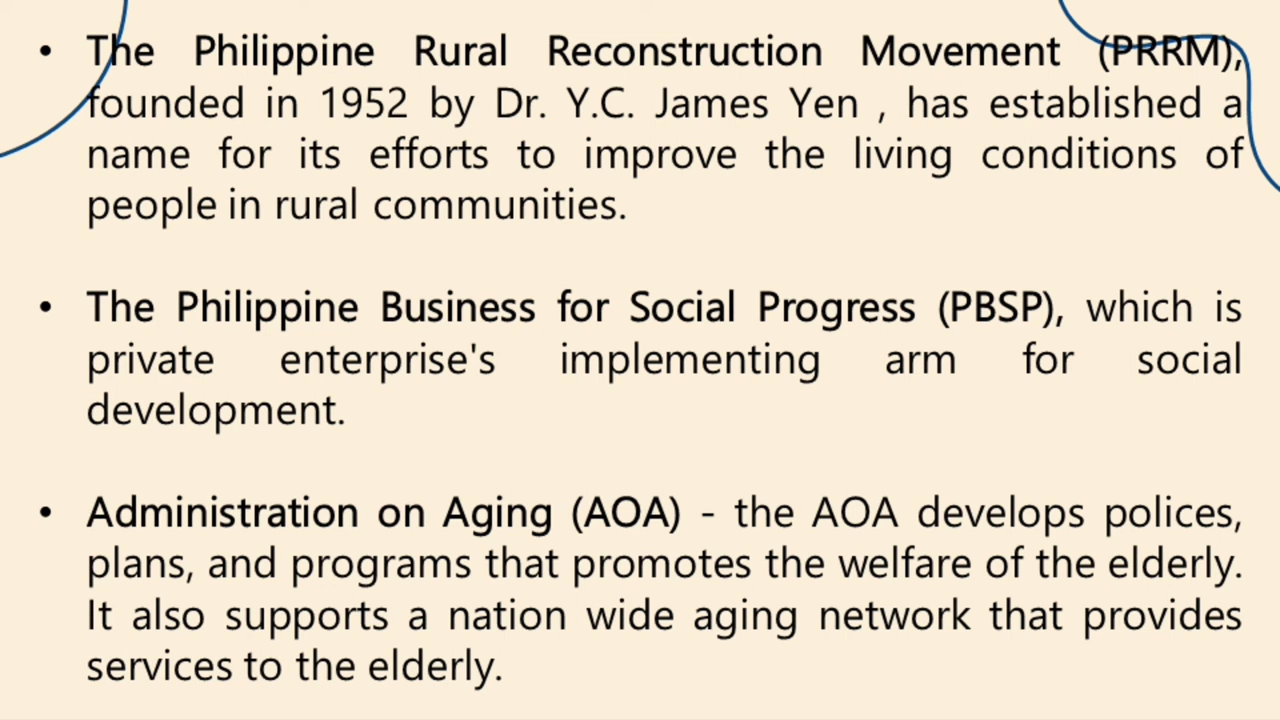 • The Philippine Rural Reconstruction Movement (PRRM),
founded in 1952 by Dr. Y.C. James Yen , has established a
name for its efforts to improve the living conditions of
people in rural communities.
• The Philippine Business for Social Progress (PBSP), which is
private enterprise's implementing arm for social
development.
• Administration on Aging (AOA) - the AOA develops polices,
plans, and programs that promotes the welfare of the elderly.
It also supports a nation wide aging network that provides
services to the elderly.